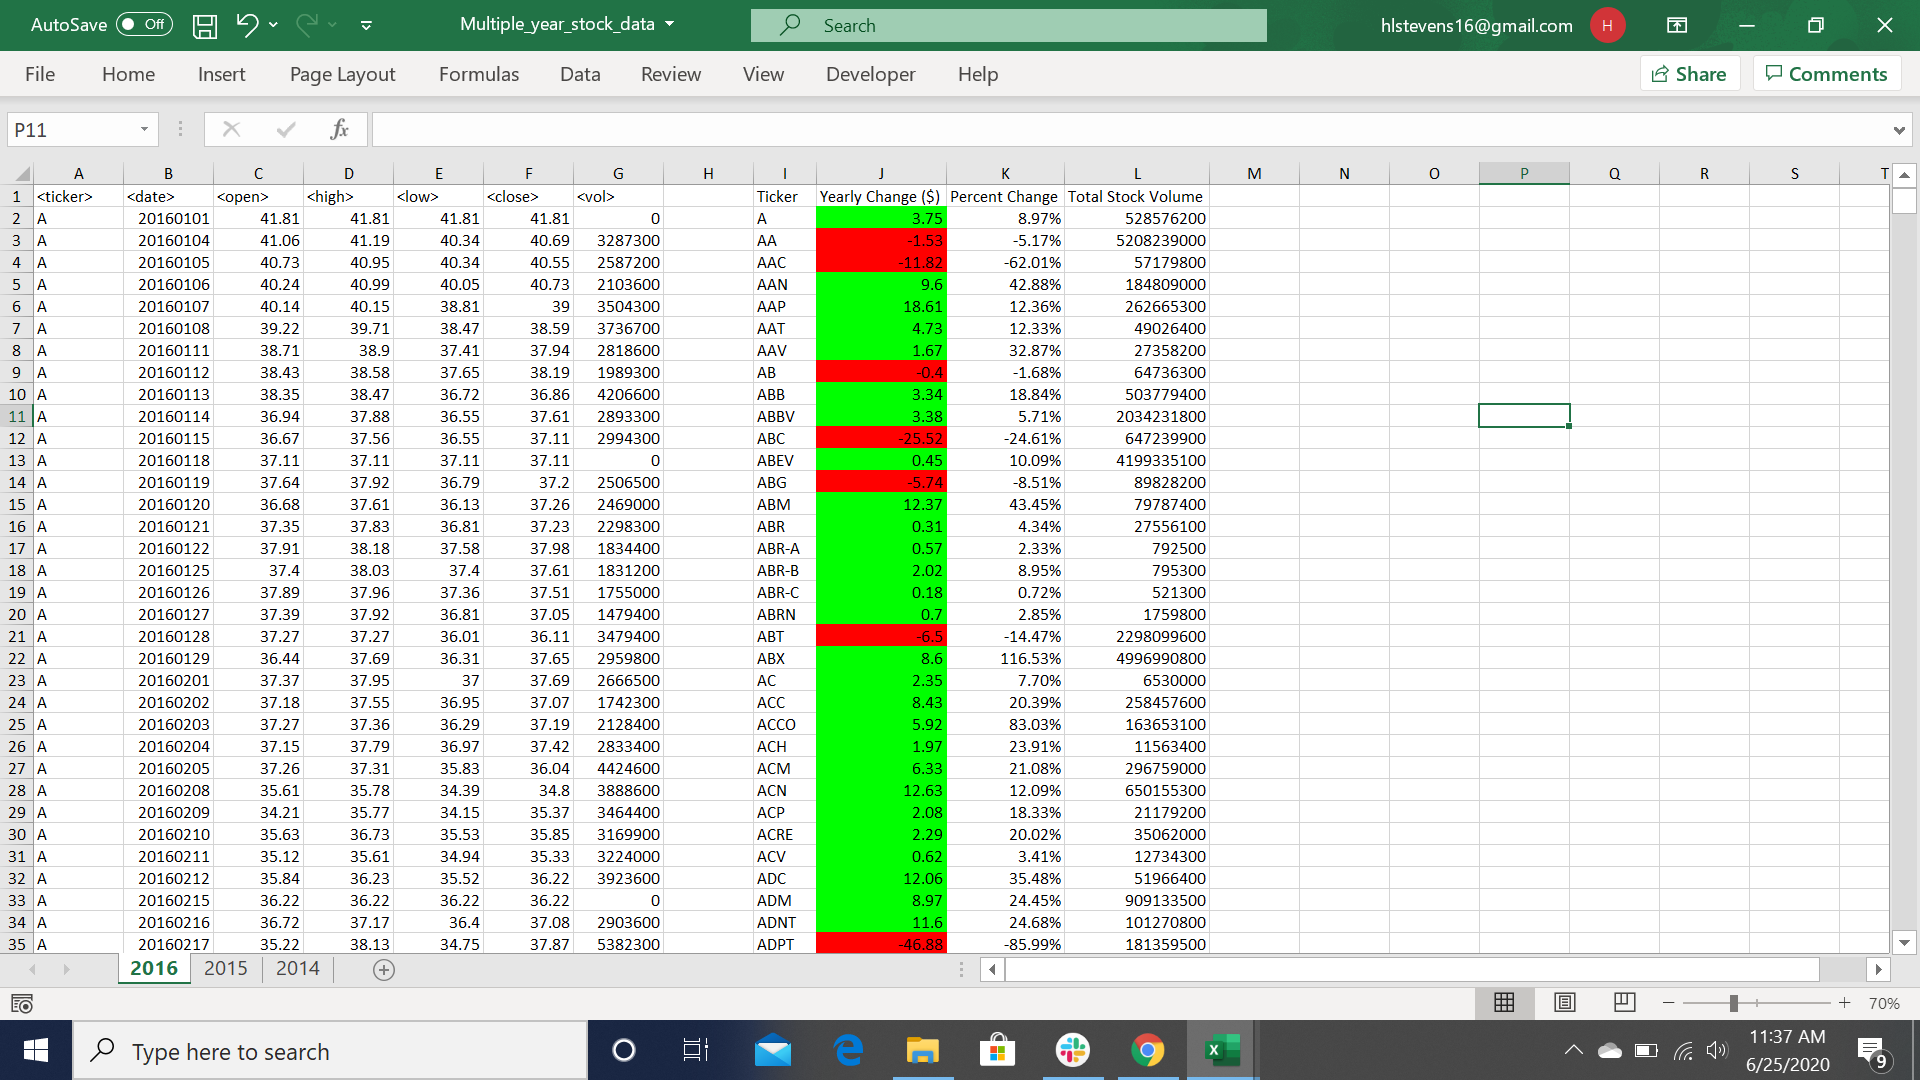 AutoSave Off Multiple_year_stock_data Search hlstevens16@gmail.com H
File Home Insert Page Layout Formulas Data Review View Developer Help Share Comments
P11 fx
A B C D E F G H I J K L M N O P Q R S T
1 <ticker> <date> <open> <high> <low> <close> <vol> Ticker Yearly Change ($) Percent Change Total Stock Volume
2 A 20160101 41.81 41.81 41.81 41.81 0 A 3.75 8.97% 528576200
3 A 20160104 41.06 41.19 40.34 40.69 3287300 AA -1.53 -5.17% 5208239000
4 A 20160105 40.73 40.95 40.34 40.55 2587200 AAC -11.82 -62.01% 57179800
5 A 20160106 40.24 40.99 40.05 40.73 2103600 AAN 9.6 42.88% 184809000
6 A 20160107 40.14 40.15 38.81 39 3504300 AAP 18.61 12.36% 262665300
7 A 20160108 39.22 39.71 38.47 38.59 3736700 AAT 4.73 12.33% 49026400
8 A 20160111 38.71 38.9 37.41 37.94 2818600 AAV 1.67 32.87% 27358200
9 A 20160112 38.43 38.58 37.65 38.19 1989300 AB -0.4 -1.68% 64736300
10 A 20160113 38.35 38.47 36.72 36.86 4206600 ABB 3.34 18.84% 503779400
11 A 20160114 36.94 37.88 36.55 37.61 2893300 ABBV 3.38 5.71% 2034231800
12 A 20160115 36.67 37.56 36.55 37.11 2994300 ABC -25.52 -24.61% 647239900
13 A 20160118 37.11 37.11 37.11 37.11 0 ABEV 0.45 10.09% 4199335100
14 A 20160119 37.64 37.92 36.79 37.2 2506500 ABG -5.74 -8.51% 89828200
15 A 20160120 36.68 37.61 36.13 37.26 2469000 ABM 12.37 43.45% 79787400
16 A 20160121 37.35 37.83 36.81 37.23 2298300 ABR 0.31 4.34% 27556100
17 A 20160122 37.91 38.18 37.58 37.98 1834400 ABR-A 0.57 2.33% 792500
18 A 20160125 37.4 38.03 37.4 37.61 1831200 ABR-B 2.02 8.95% 795300
19 A 20160126 37.89 37.96 37.36 37.51 1755000 ABR-C 0.18 0.72% 521300
20 A 20160127 37.39 37.92 36.81 37.05 1479400 ABRN 0.7 2.85% 1759800
21 A 20160128 37.27 37.27 36.01 36.11 3479400 ABT -6.5 -14.47% 2298099600
22 A 20160129 36.44 37.69 36.31 37.65 2959800 ABX 8.6 116.53% 4996990800
23 A 20160201 37.37 37.95 37 37.69 2666500 AC 2.35 7.70% 6530000
24 A 20160202 37.18 37.55 36.95 37.07 1742300 ACC 8.43 20.39% 258457600
25 A 20160203 37.27 37.36 36.29 37.19 2128400 ACCO 5.92 83.03% 163653100
26 A 20160204 37.15 37.79 36.97 37.42 2833400 ACH 1.97 23.91% 11563400
27 A 20160205 37.26 37.31 35.83 36.04 4424600 ACM 6.33 21.08% 296759000
28 A 20160208 35.61 35.78 34.39 34.8 3888600 ACN 12.63 12.09% 650155300
29 A 20160209 34.21 35.77 34.15 35.37 3464400 ACP 2.08 18.33% 21179200
30 A 20160210 35.63 36.73 35.53 35.85 3169900 ACRE 2.29 20.02% 35062000
31 A 20160211 35.12 35.61 34.94 35.33 3224000 ACV 0.62 3.41% 12734300
32 A 20160212 35.84 36.23 35.52 36.22 3923600 ADC 12.06 35.48% 51966400
33 A 20160215 36.22 36.22 36.22 36.22 0 ADM 8.97 24.45% 909133500
34 A 20160216 36.72 37.17 36.4 37.08 2903600 ADNT 11.6 24.68% 101270800
35 A 20160217 35.22 38.13 34.75 37.87 5382300 ADPT -46.88 -85.99% 181359500
2016 2015 2014
70%
Type here to search 11:37 AM
6/25/2020 9